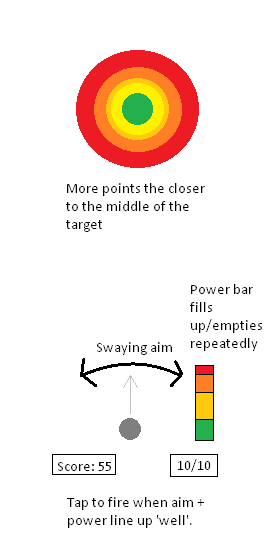 More points the closer
to the middle of the
target
Power bar
fills
up/empties
repeatedly
Swaying aim
Score: 55
10/10
Tap to fire when aim +
power line up 'well'.